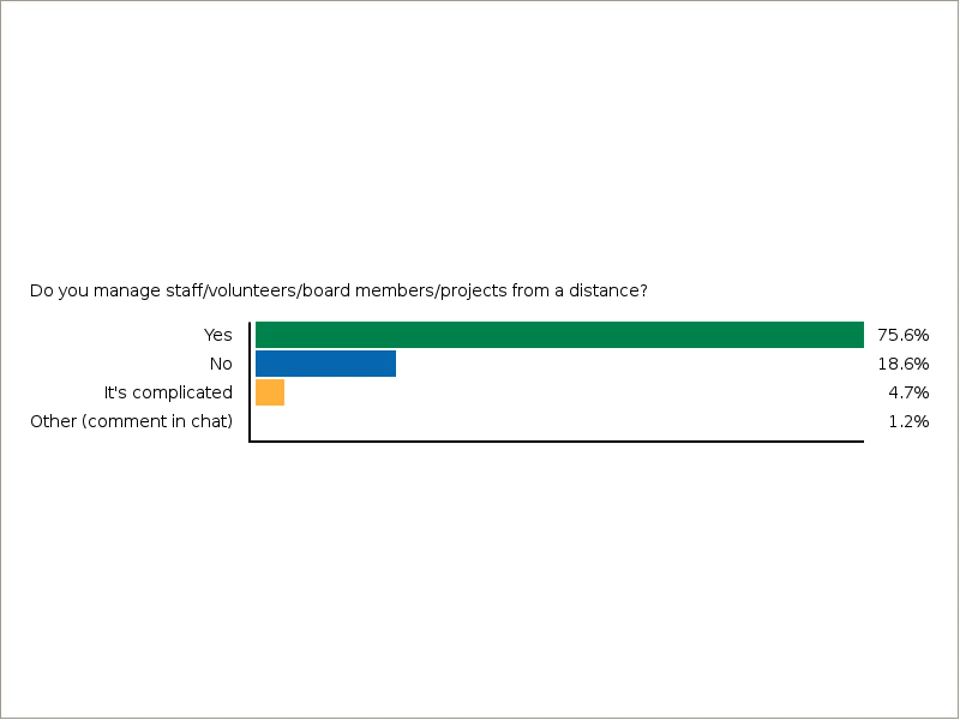 Do you manage staff/volunteers/board members/projects from a distance?
Yes 75.6%
No 18.6%
It's complicated 4.7%
Other (comment in chat) 1.2%